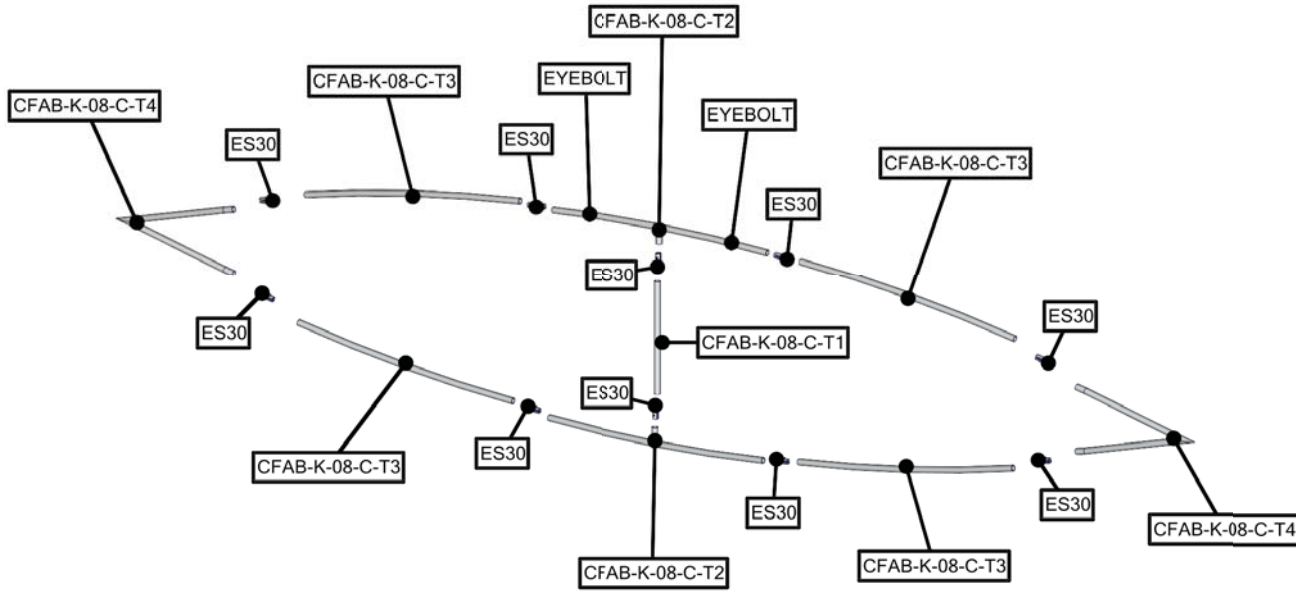 CFAB-K-08-C-T2
CFAB-K-08-C-T3
EYEBOLT
CFAB-K-08-C-T4
EYEBOLT
ES30
ES30
CFAB-K-08-C-T3
ES30
ES30
ES30
ES30
CFAB-K-08-C-T1
ES30
ES30
CFAB-K-08-C-T3
ES30
ES30
CFAB-K-08-C-T4
CFAB-K-08-C-T2
CFAB-K-08-C-T3